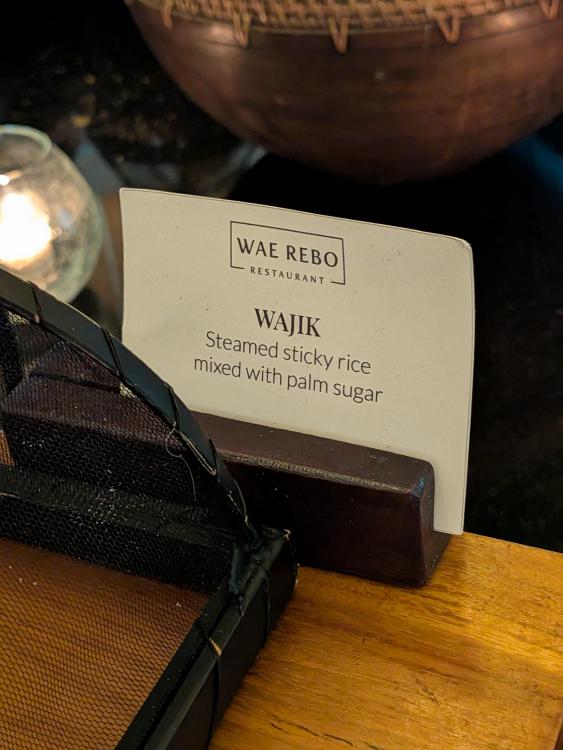 WAE REBO
RESTAURANT
WAJIK
Steamed sticky rice
mixed with palm sugar